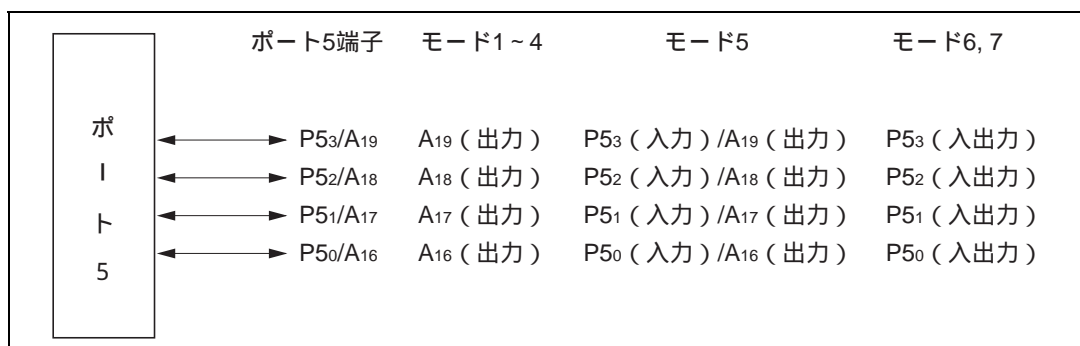 ポート5端子 モード1~4 モード5 モード6, 7
ポート5
P53/A19 A19(出力) P53(入力)/A19(出力) P53(入出力)
P52/A18 A18(出力) P52(入力)/A18(出力) P52(入出力)
P51/A17 A17(出力) P51(入力)/A17(出力) P51(入出力)
P50/A16 A16(出力) P50(入力)/A16(出力) P50(入出力)